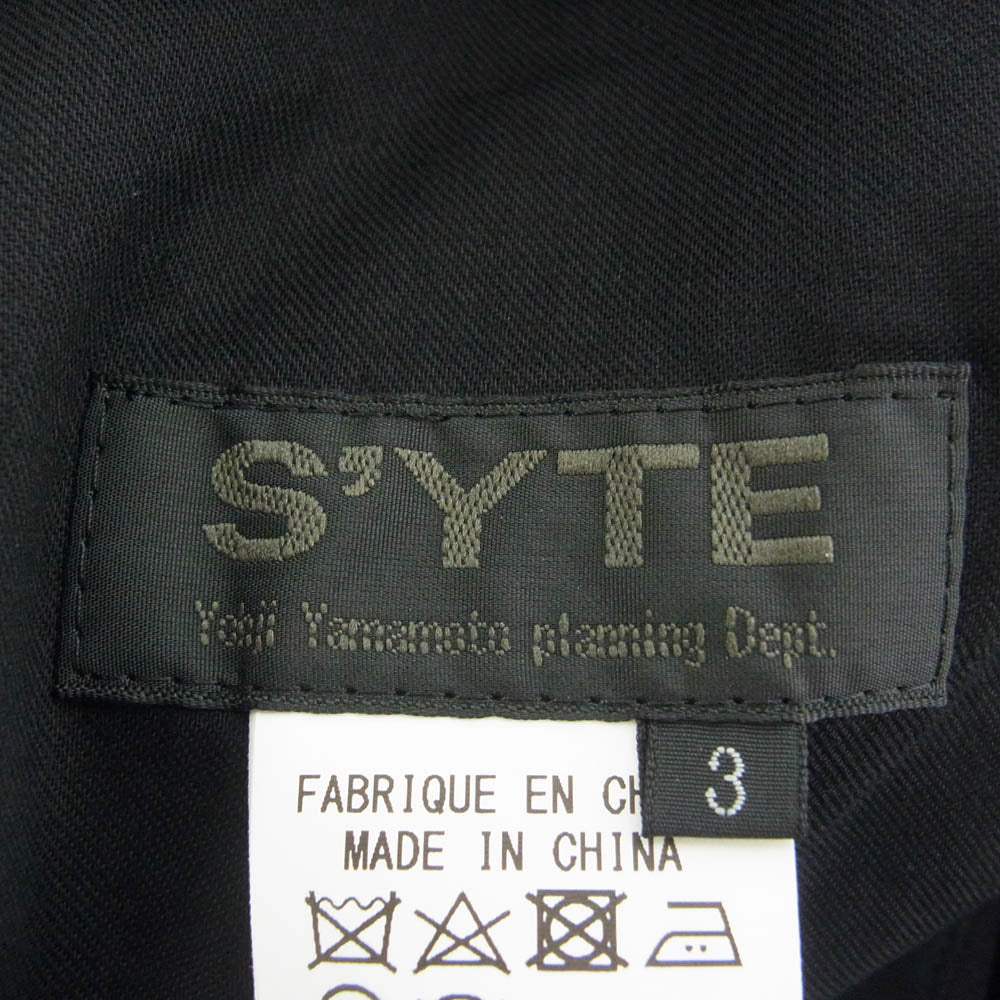 S'YTE
Yohji Yamamoto planning Dept.
3
FABRIQUE EN CH
MADE IN CHINA